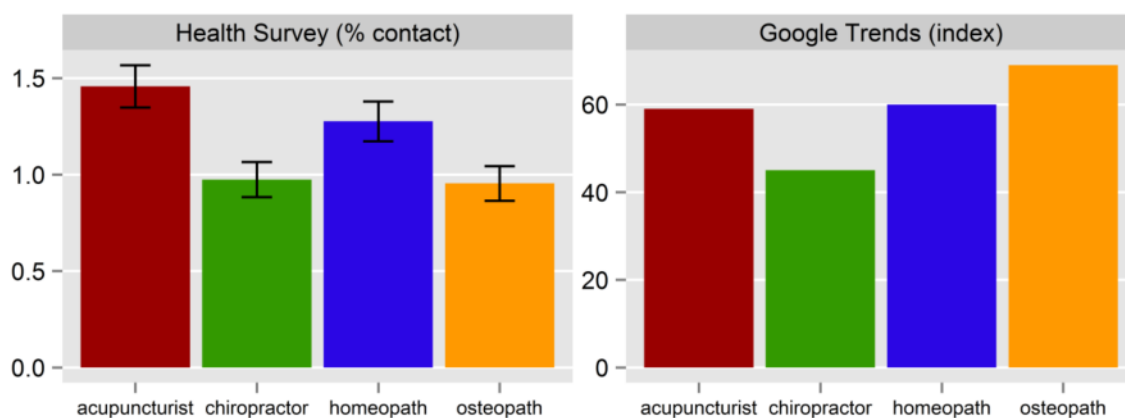 Health Survey (% contact)
1.5
1.0
0.5
0.0
acupuncturist chiropractor homeopath osteopath
Google Trends (index)
60
40
20
0
acupuncturist chiropractor homeopath osteopath